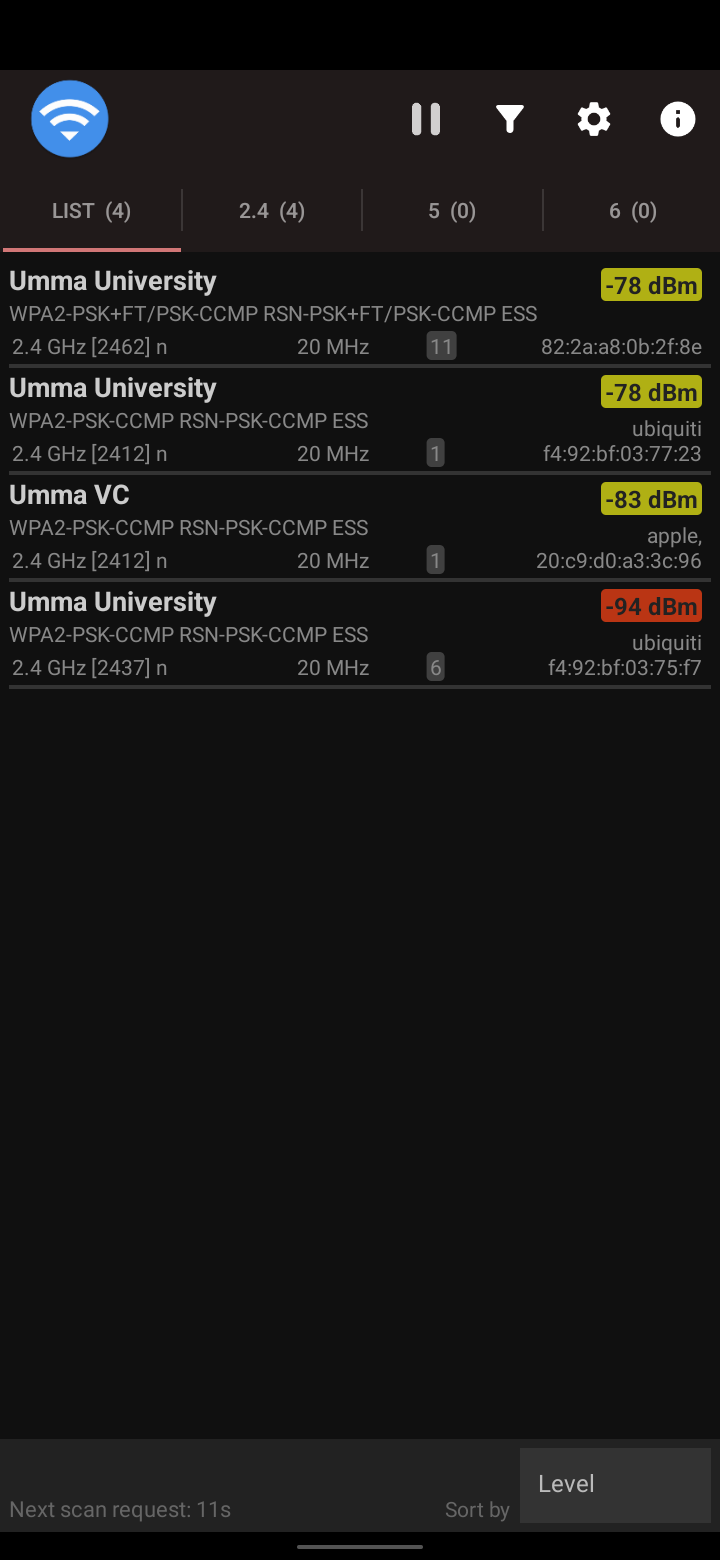 LIST (4) 2.4 (4) 5 (0) 6 (0)
Umma University -78 dBm
WPA2-PSK+FT/PSK-CCMP RSN-PSK+FT/PSK-CCMP ESS
2.4 GHz [2462] n 20 MHz 11 82:2a:a8:0b:2f:8e
Umma University -78 dBm
WPA2-PSK-CCMP RSN-PSK-CCMP ESS ubiquiti
2.4 GHz [2412] n 20 MHz 1 f4:92:bf:03:77:23
Umma VC -83 dBm
WPA2-PSK-CCMP RSN-PSK-CCMP ESS apple,
2.4 GHz [2412] n 20 MHz 1 20:c9:d0:a3:3c:96
Umma University -94 dBm
WPA2-PSK-CCMP RSN-PSK-CCMP ESS ubiquiti
2.4 GHz [2437] n 20 MHz 6 f4:92:bf:03:75:f7
Level
Next scan request: 11s Sort by